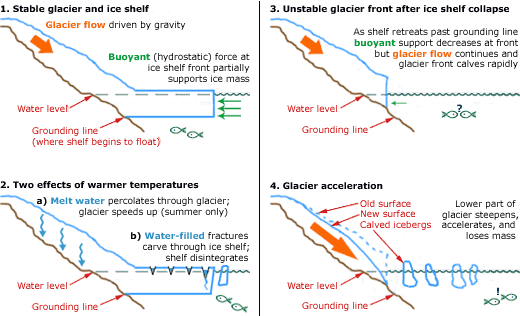 1. Stable glacier and ice shelf
Glacier flow driven by gravity
Buoyant (hydrostatic) force at
ice shelf front partially
supports ice mass
Water level
Grounding line
(where shelf begins to float)
2. Two effects of warmer temperatures
a) Melt water percolates through glacier;
glacier speeds up (summer only)
b) Water-filled fractures
carve through ice shelf;
shelf disintegrates
Water level
Grounding line
3. Unstable glacier front after ice shelf collapse
As shelf retreats past grounding line
buoyant support decreases at front
but glacier flow continues and
glacier front calves rapidly
?
Water level
Grounding line
4. Glacier acceleration
Old surface
New surface
Calved icebergs
Lower part of
glacier steepens,
accelerates, and
loses mass
Water level
Grounding line
!